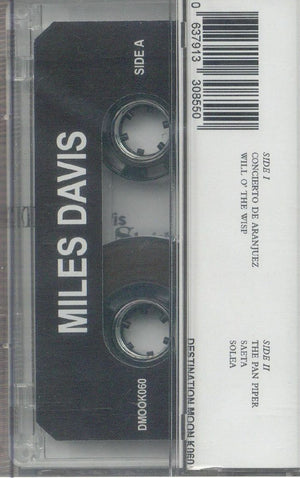 MILES DAVIS
SIDE A
DMOOK060
0 637913 308550
SIDE I
CONCIERTO DE ARANJUEZ
WILL O' THE WISP
SIDE II
THE PAN PIPER
SAETA
SOLEA
DESTINATION MOON K060